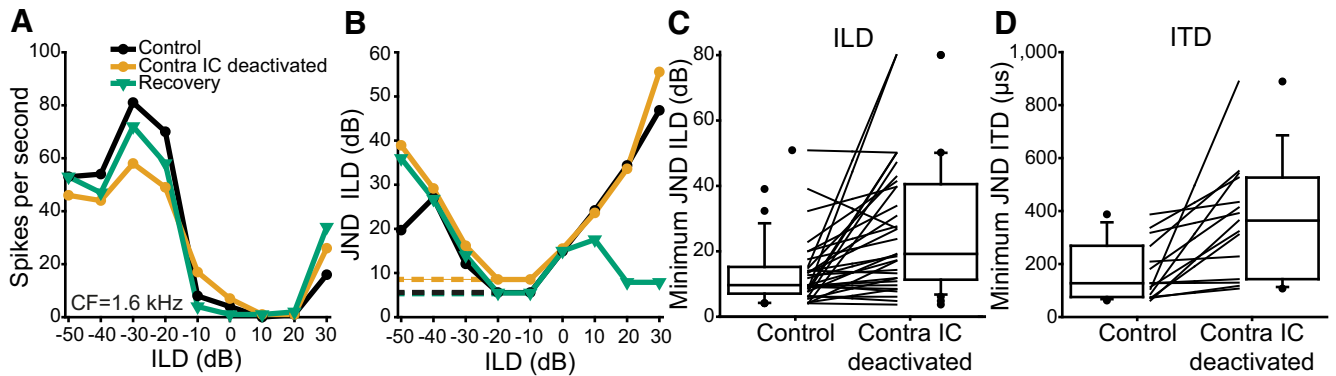 A
Control
Contra IC deactivated
Recovery
Spikes per second
100
80
60
40
20
0
CF=1.6 kHz
-50 -40 -30 -20 -10 0 10 20 30
ILD (dB)
B
JND ILD (dB)
60
50
40
30
20
10
0
-50 -40 -30 -20 -10 0 10 20 30
ILD (dB)
C
ILD
Minimum JND ILD (dB)
80
60
40
20
0
Control
Contra IC
deactivated
D
ITD
Minimum JND ITD (µs)
1,000
800
600
400
200
0
Control
Contra IC
deactivated